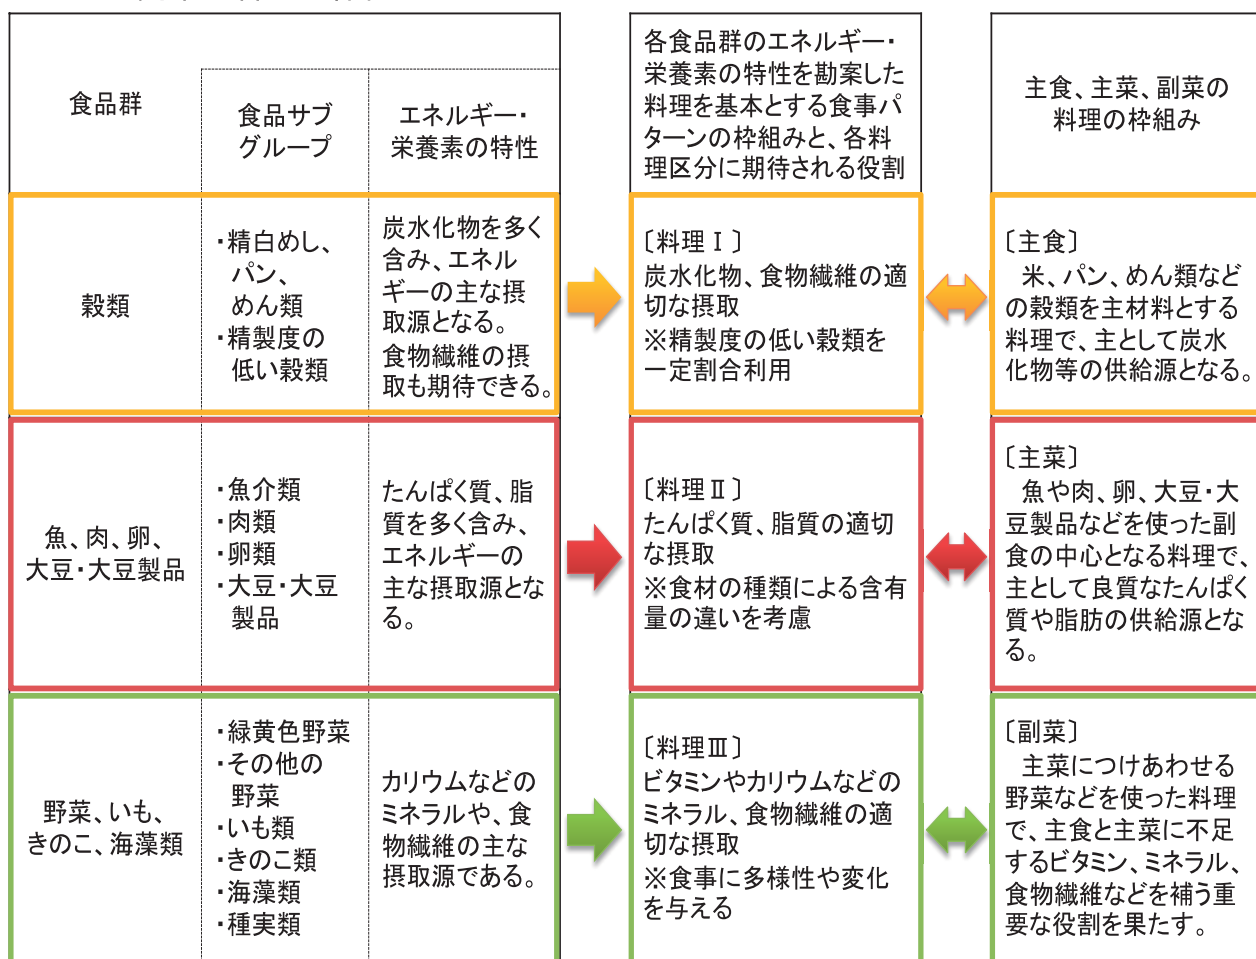 食品群
食品サブ
グループ
エネルギー・
栄養素の特性
各食品群のエネルギー・
栄養素の特性を勘案した
料理を基本とする食事パ
ターンの枠組みと、各料
理区分に期待される役割
主食、主菜、副菜の
料理の枠組み
穀類
・精白めし、
パン、
めん類
・精製度の
低い穀類
炭水化物を多く
含み、エネル
ギーの主な摂
取源となる。
食物繊維の摂
取も期待できる。
〔料理Ⅰ〕
炭水化物、食物繊維の適
切な摂取
※精製度の低い穀類を
一定割合利用
〔主食〕
米、パン、めん類など
の穀類を主材料とする
料理で、主として炭水
化物等の供給源となる。
魚、肉、卵、
大豆・大豆製品
・魚介類
・肉類
・卵類
・大豆・大豆
製品
たんぱく質、脂
質を多く含み、
エネルギーの
主な摂取源とな
る。
〔料理Ⅱ〕
たんぱく質、脂質の適切
な摂取
※食材の種類による含有
量の違いを考慮
〔主菜〕
魚や肉、卵、大豆・大
豆製品などを使った副
食の中心となる料理で、
主として良質なたんぱく
質や脂肪の供給源とな
る。
野菜、いも、
きのこ、海藻類
・緑黄色野菜
・その他の
野菜
・いも類
・きのこ類
・海藻類
・種実類
カリウムなどの
ミネラルや、食
物繊維の主な
摂取源である。
〔料理Ⅲ〕
ビタミンやカリウムなどの
ミネラル、食物繊維の適
切な摂取
※食事に多様性や変化
を与える
〔副菜〕
主菜につけあわせる
野菜などを使った料理
で、主食と主菜に不足
するビタミン、ミネラル、
食物繊維などを補う重
要な役割を果たす。